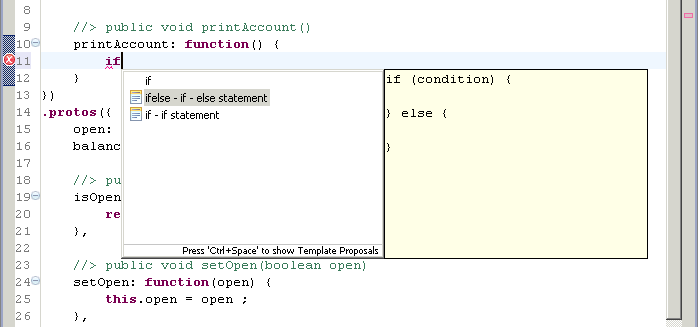 8
9 //> public void printAccount()
10 printAccount: function() {
11 if
12 }
if
ifelse - if - else statement
if - if statement
Press 'Ctrl+Space' to show Template Proposals
if (condition) {
} else {
}
13 })
14 .protos({
15 open:
16 balanc
17
18 //> pu
19 isOpen
20 re
21 },
22
23 //> public void setOpen(boolean open)
24 setOpen: function(open) {
25 this.open = open ;
26 },